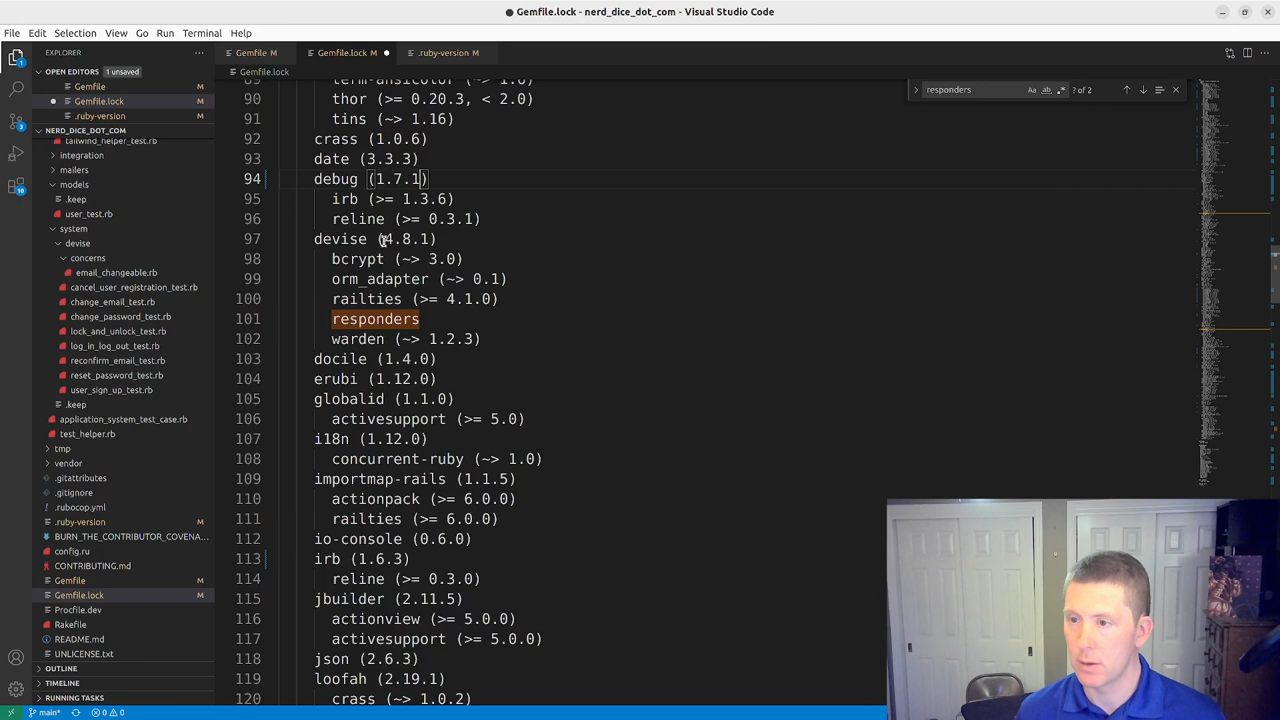 ● Gemfile.lock - nerd_dice_dot_com - Visual Studio Code
File Edit Selection View Go Run Terminal Help
EXPLORER
Gemfile M
Gemfile.lock M ●
.ruby-version M
OPEN EDITORS 1 unsaved
Gemfile M
Gemfile.lock M
.ruby-version M
NERD_DICE_DOT_COM
tailwind_helper_test.rb
integration
mailers
models
.keep
user_test.rb
system
devise
concerns
email_changeable.rb
cancel_user_registration_test.rb
change_email_test.rb
change_password_test.rb
lock_and_unlock_test.rb
log_in_log_out_test.rb
reconfirm_email_test.rb
reset_password_test.rb
user_sign_up_test.rb
.keep
application_system_test_case.rb
test_helper.rb
tmp
vendor
.gitattributes
.gitignore
.rubocop.yml
.ruby-version M
BURN_THE_CONTRIBUTOR_COVENA...
config.ru
CONTRIBUTING.md
Gemfile M
Gemfile.lock M
Procfile.dev
Rakefile
README.md
UNLICENSE.txt
OUTLINE
TIMELINE
RUNNING TASKS
main* 0 0
Gemfile.lock
responders Aa ab .* ? of 2
89 term-ansicolor (~> 1.6)
90 thor (>= 0.20.3, < 2.0)
91 tins (~> 1.16)
92 crass (1.0.6)
93 date (3.3.3)
94 debug (1.7.1)
95 irb (>= 1.3.6)
96 reline (>= 0.3.1)
97 devise (4.8.1)
98 bcrypt (~> 3.0)
99 orm_adapter (~> 0.1)
100 railties (>= 4.1.0)
101 responders
102 warden (~> 1.2.3)
103 docile (1.4.0)
104 erubi (1.12.0)
105 globalid (1.1.0)
106 activesupport (>= 5.0)
107 i18n (1.12.0)
108 concurrent-ruby (~> 1.0)
109 importmap-rails (1.1.5)
110 actionpack (>= 6.0.0)
111 railties (>= 6.0.0)
112 io-console (0.6.0)
113 irb (1.6.3)
114 reline (>= 0.3.0)
115 jbuilder (2.11.5)
116 actionview (>= 5.0.0)
117 activesupport (>= 5.0.0)
118 json (2.6.3)
119 loofah (2.19.1)
120 crass (~> 1.0.2)